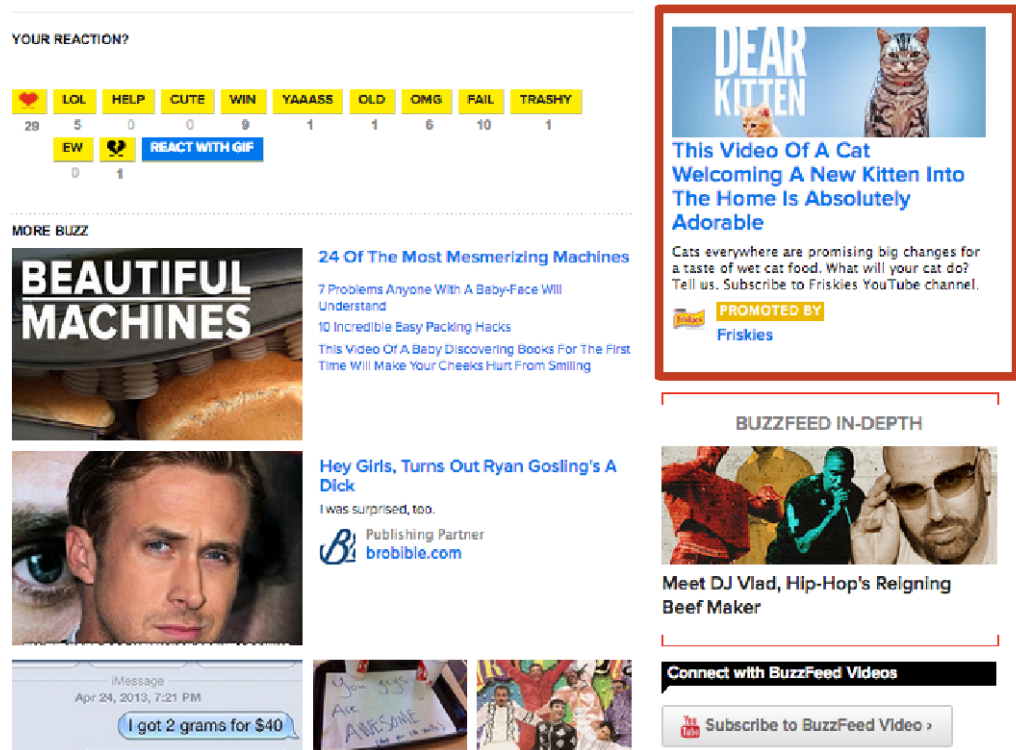 YOUR REACTION?
LOL HELP CUTE WIN YAAASS OLD OMG FAIL TRASHY
29 5 0 0 9 1 1 6 10 1
EW REACT WITH GIF
0 1
MORE BUZZ
BEAUTIFUL
MACHINES
24 Of The Most Mesmerizing Machines
7 Problems Anyone With A Baby-Face Will
Understand
10 Incredible Easy Packing Hacks
This Video Of A Baby Discovering Books For The First
Time Will Make Your Cheeks Hurt From Smiling
Hey Girls, Turns Out Ryan Gosling's A
Dick
I was surprised, too.
Publishing Partner
brobible.com
iMessage
Apr 24, 2013, 7:21 PM
I got 2 grams for $40
You guys
Are
AWESOME
DEAR
KITTEN
This Video Of A Cat
Welcoming A New Kitten Into
The Home Is Absolutely
Adorable
Cats everywhere are promising big changes for
a taste of wet cat food. What will your cat do?
Tell us. Subscribe to Friskies YouTube channel.
Friskies
PROMOTED BY
Friskies
BUZZFEED IN-DEPTH
Meet DJ Vlad, Hip-Hop's Reigning
Beef Maker
Connect with BuzzFeed Videos
You
Tube
Subscribe to BuzzFeed Video ›